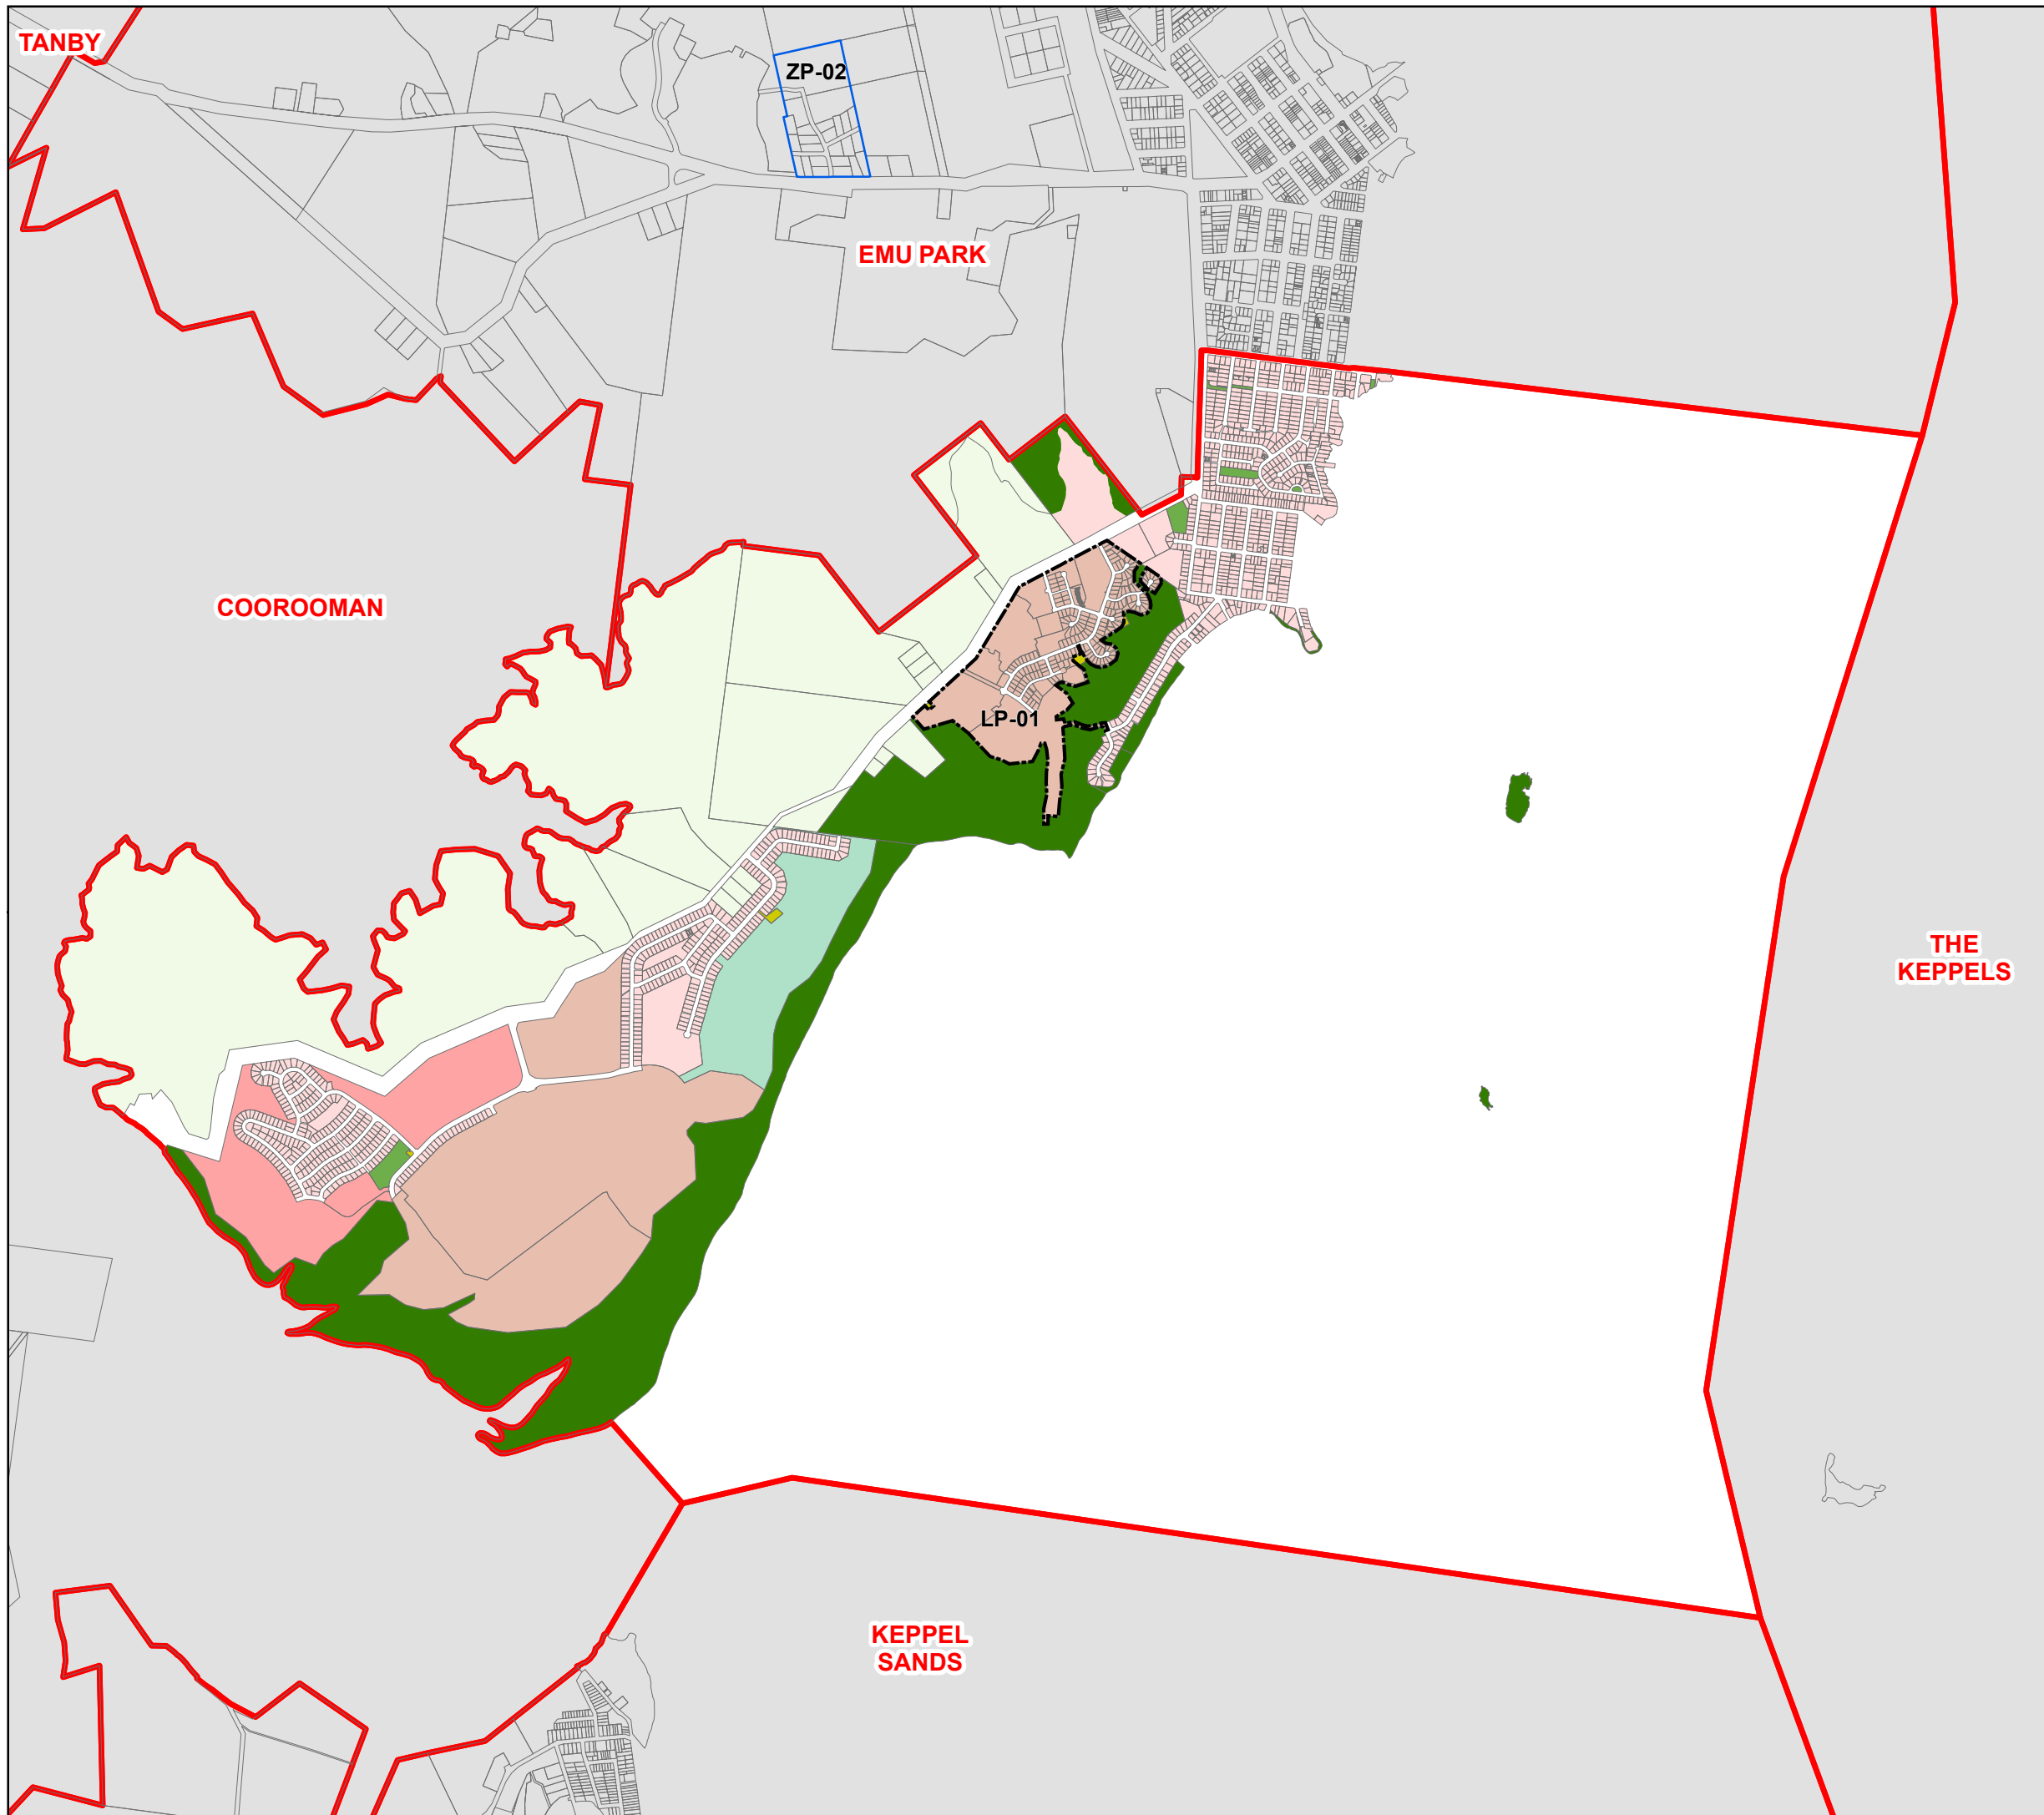 TANBY
ZP-02
EMU PARK
COOROOMAN
LP-01
THE
KEPPELS
KEPPEL
SANDS